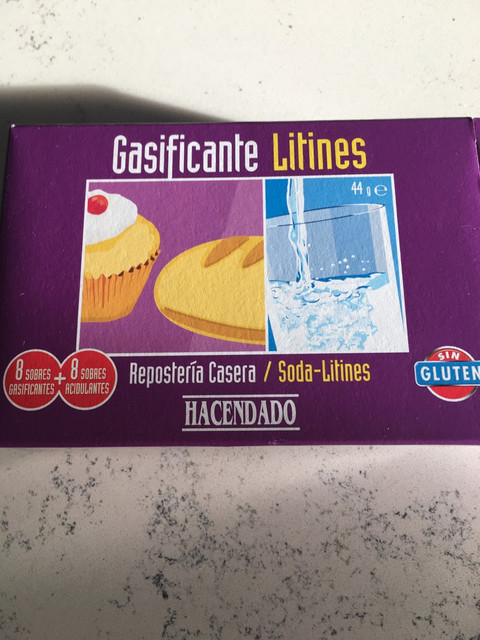 Gasificante Litines
44 g e
8 SOBRES GASIFICANTES + 8 SOBRES ACIDULANTES
Repostería Casera / Soda-Litines
SIN
GLUTEN
HACENDADO